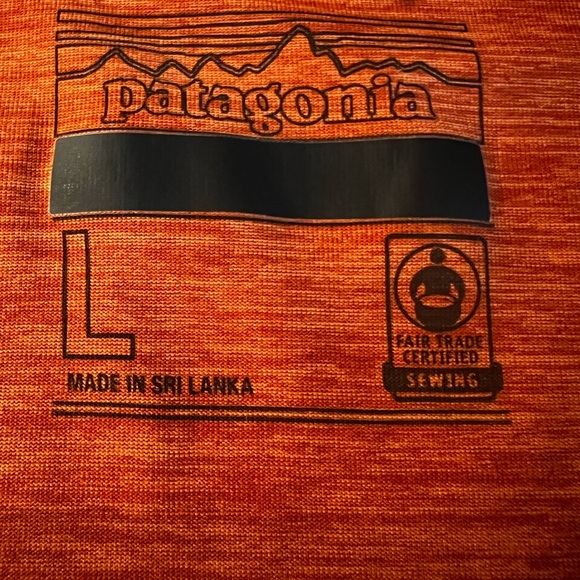 patagonia
L
MADE IN SRI LANKA
FAIR TRADE
CERTIFIED
SEWING